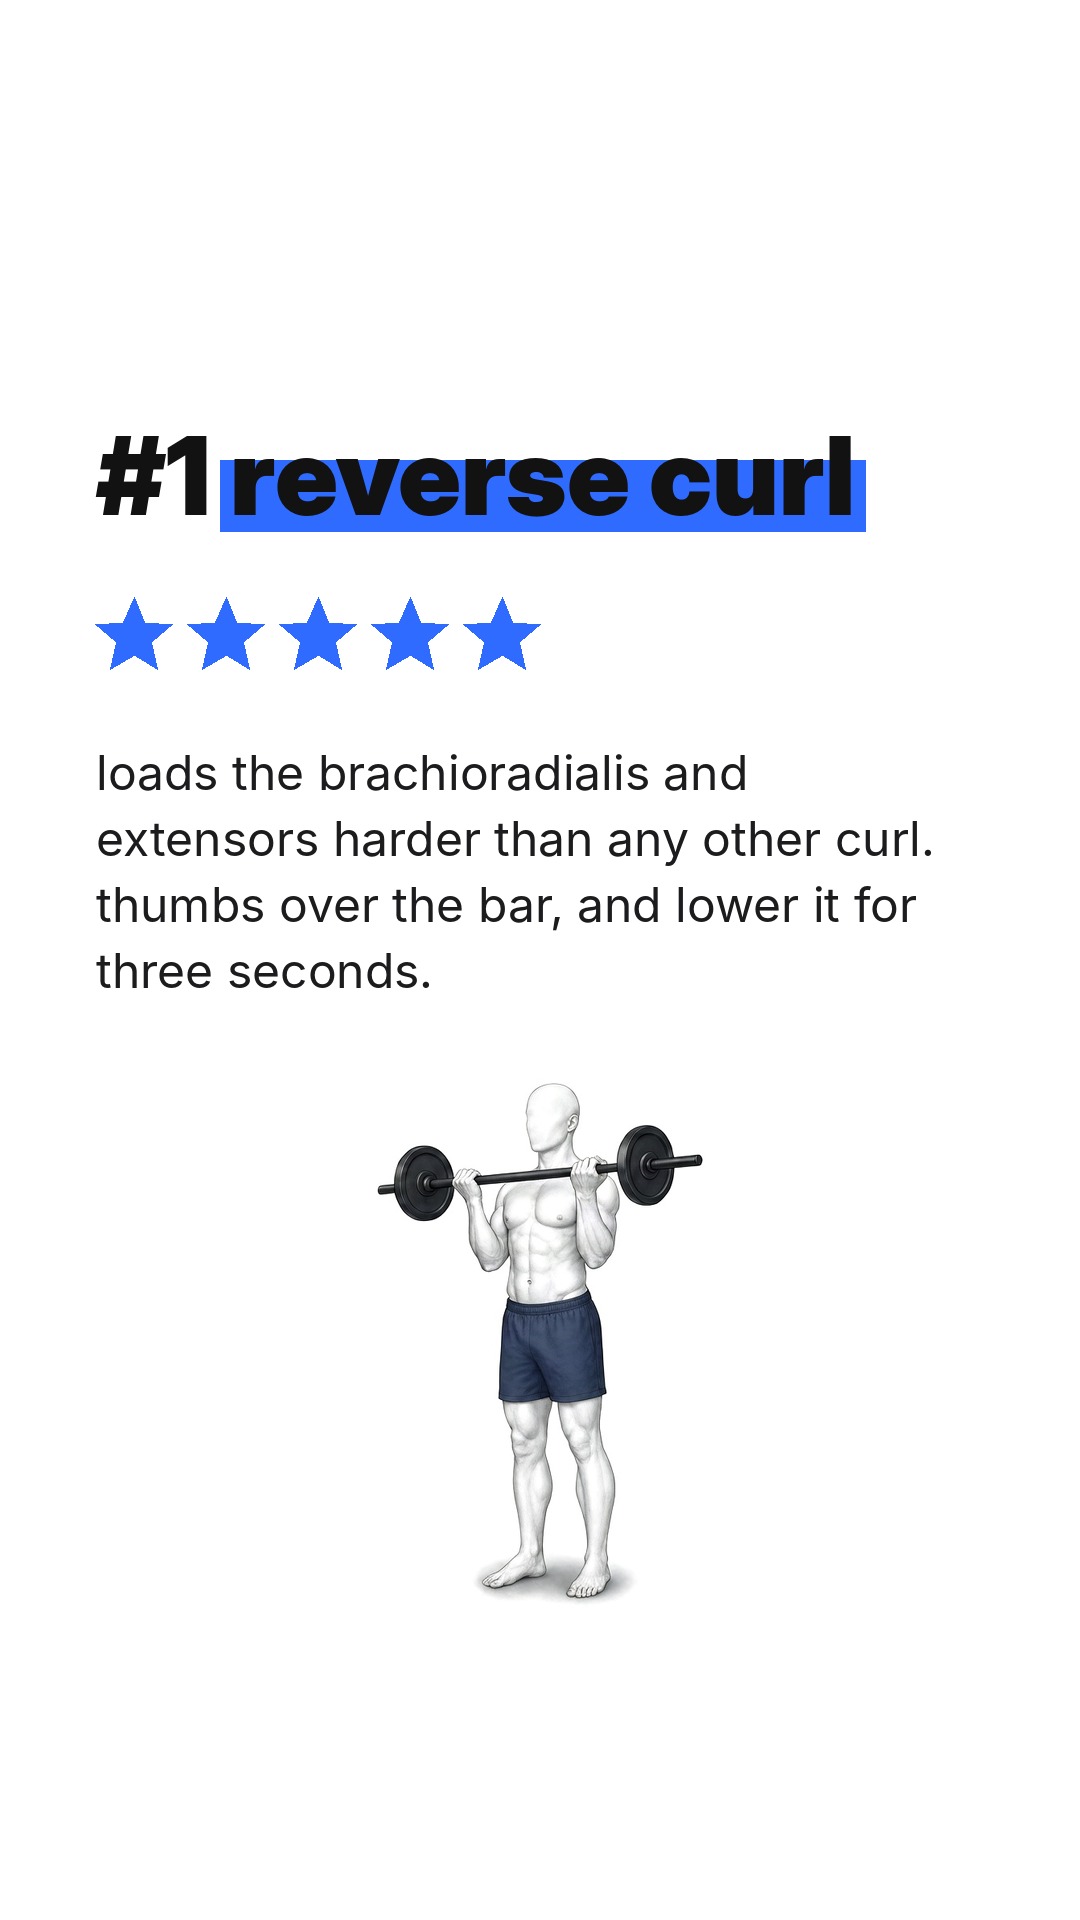 #1 reverse curl
loads the brachioradialis and
extensors harder than any other curl.
thumbs over the bar, and lower it for
three seconds.